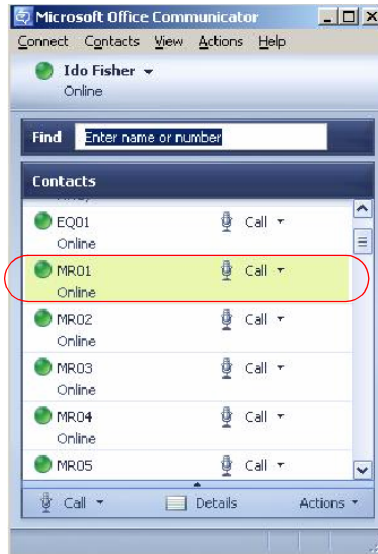 Microsoft Office Communicator
Connect Contacts View Actions Help
Ido Fisher
Online
Find Enter name or number
Contacts
EQ01 Call
Online
MR01 Call
Online
MR02 Call
Online
MR03 Call
Online
MR04 Call
Online
MR05 Call
Call Details Actions